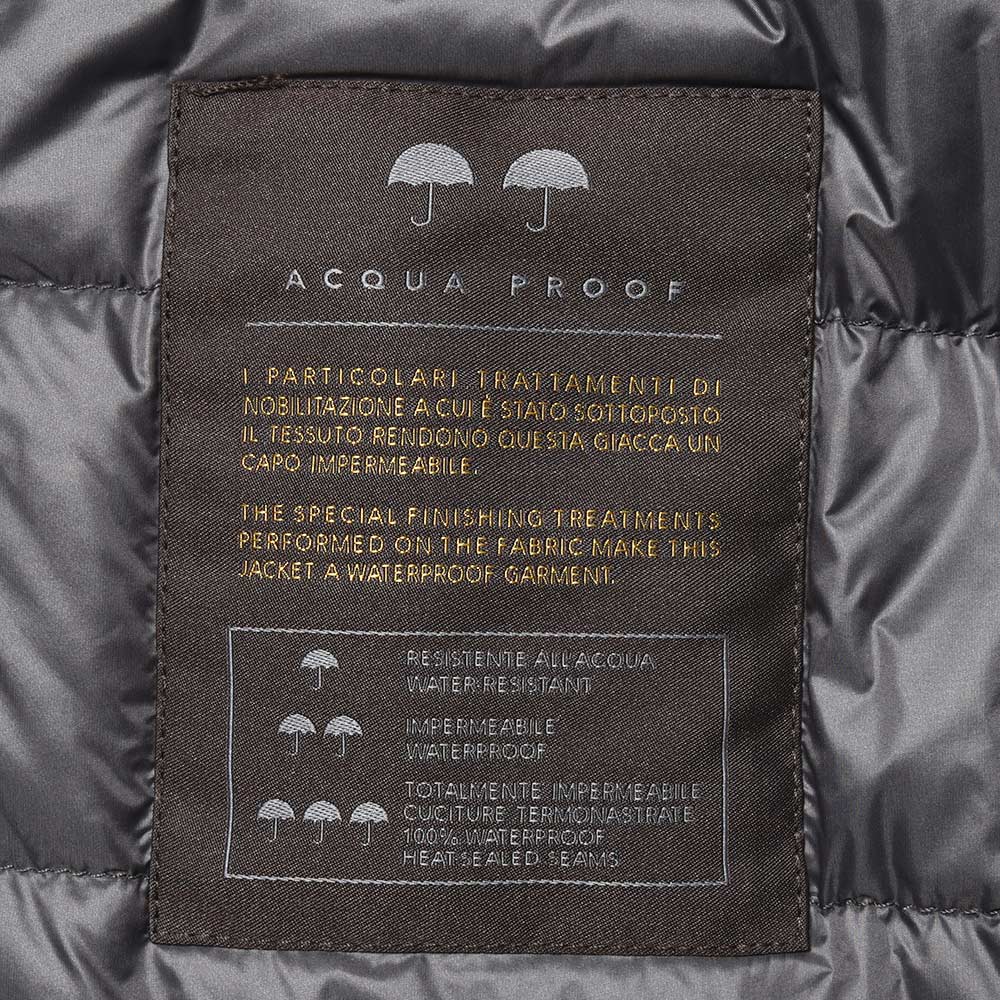 ACQUA PROOF
I PARTICOLARI TRATTAMENTI DI
NOBILITAZIONE A CUI È STATO SOTTOPOSTO
IL TESSUTO RENDONO QUESTA GIACCA UN
CAPO IMPERMEABILE.
THE SPECIAL FINISHING TREATMENTS
PERFORMED ON THE FABRIC MAKE THIS
JACKET A WATERPROOF GARMENT.
RESISTENTE ALL'ACQUA
WATER-RESISTANT
IMPERMEABILE
WATERPROOF
TOTALMENTE IMPERMEABILE
CUCITURE TERMONASTRATE
100% WATERPROOF
HEAT-SEALED SEAMS